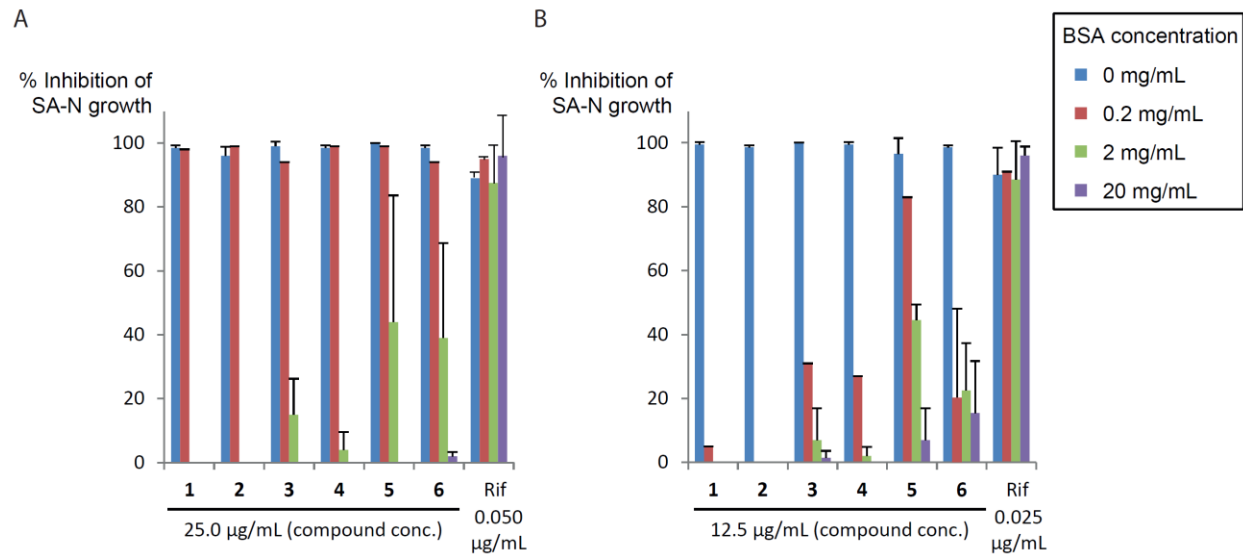 A
% Inhibition of
SA-N growth
100
80
60
40
20
0
1 2 3 4 5 6 Rif
25.0 µg/mL (compound conc.)
0.050
µg/mL
B
% Inhibition of
SA-N growth
100
80
60
40
20
0
1 2 3 4 5 6 Rif
12.5 µg/mL (compound conc.)
0.025
µg/mL
BSA concentration
0 mg/mL
0.2 mg/mL
2 mg/mL
20 mg/mL